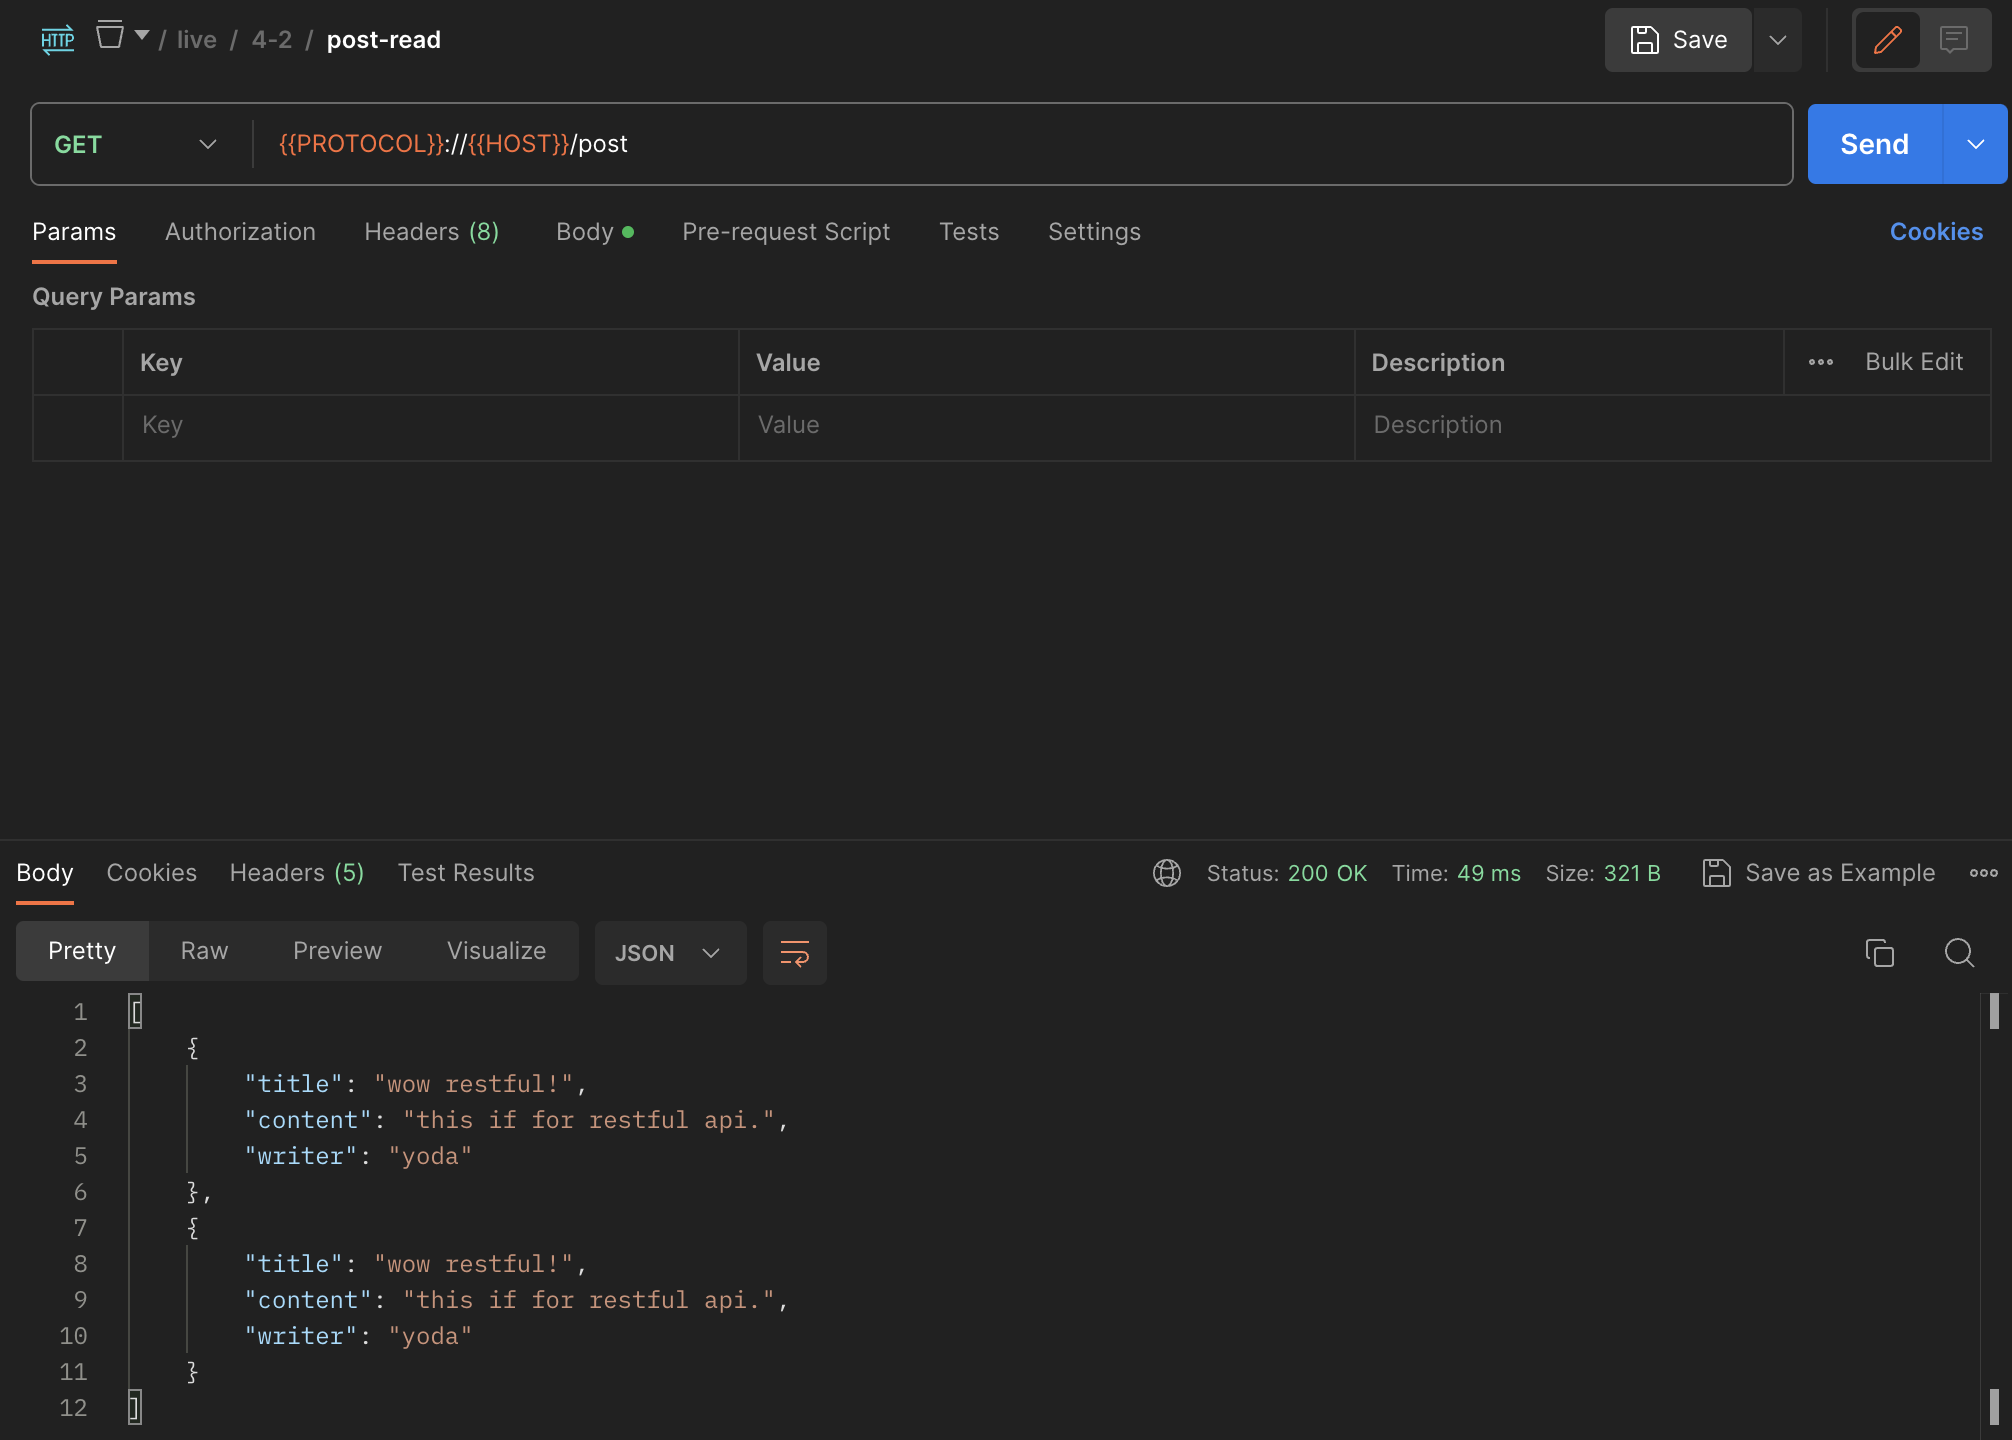 HTTP / live / 4-2 / post-read
Save
GET {{PROTOCOL}}://{{HOST}}/post
Send
Params Authorization Headers (8) Body Pre-request Script Tests Settings Cookies
Query Params
Key Value Description Bulk Edit
Key Value Description
Body Cookies Headers (5) Test Results Status: 200 OK Time: 49 ms Size: 321 B Save as Example
Pretty Raw Preview Visualize JSON
1 [
2 {
3 "title": "wow restful!",
4 "content": "this if for restful api.",
5 "writer": "yoda"
6 },
7 {
8 "title": "wow restful!",
9 "content": "this if for restful api.",
10 "writer": "yoda"
11 }
12 ]